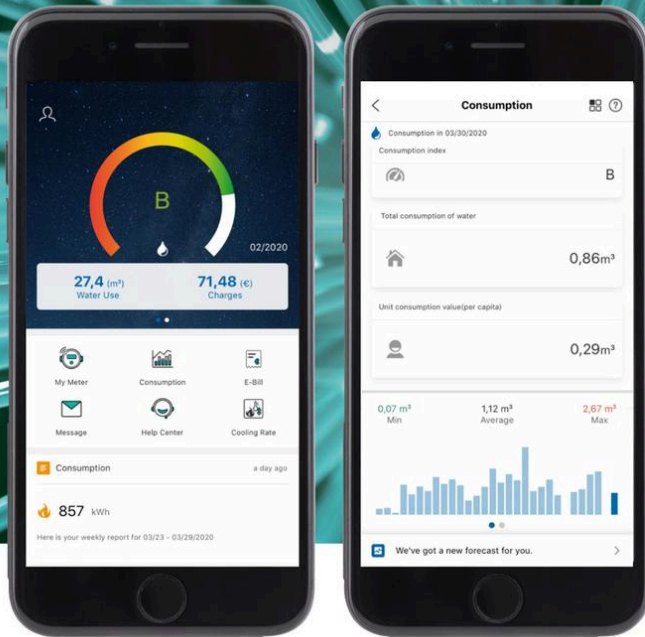 B
02/2020
27,4 (m³)
Water Use
71,48 (€)
Charges
My Meter
Consumption
E-Bill
Message
Help Center
Cooling Rate
Consumption
a day ago
857 kWh
Here is your weekly report for 03/23 - 03/29/2020
Consumption
Consumption in 03/30/2020
Consumption index
B
Total consumption of water
0,86m³
Unit consumption value(per capita)
0,29m³
0,07 m³
Min
1,12 m³
Average
2,67 m³
Max
We've got a new forecast for you.